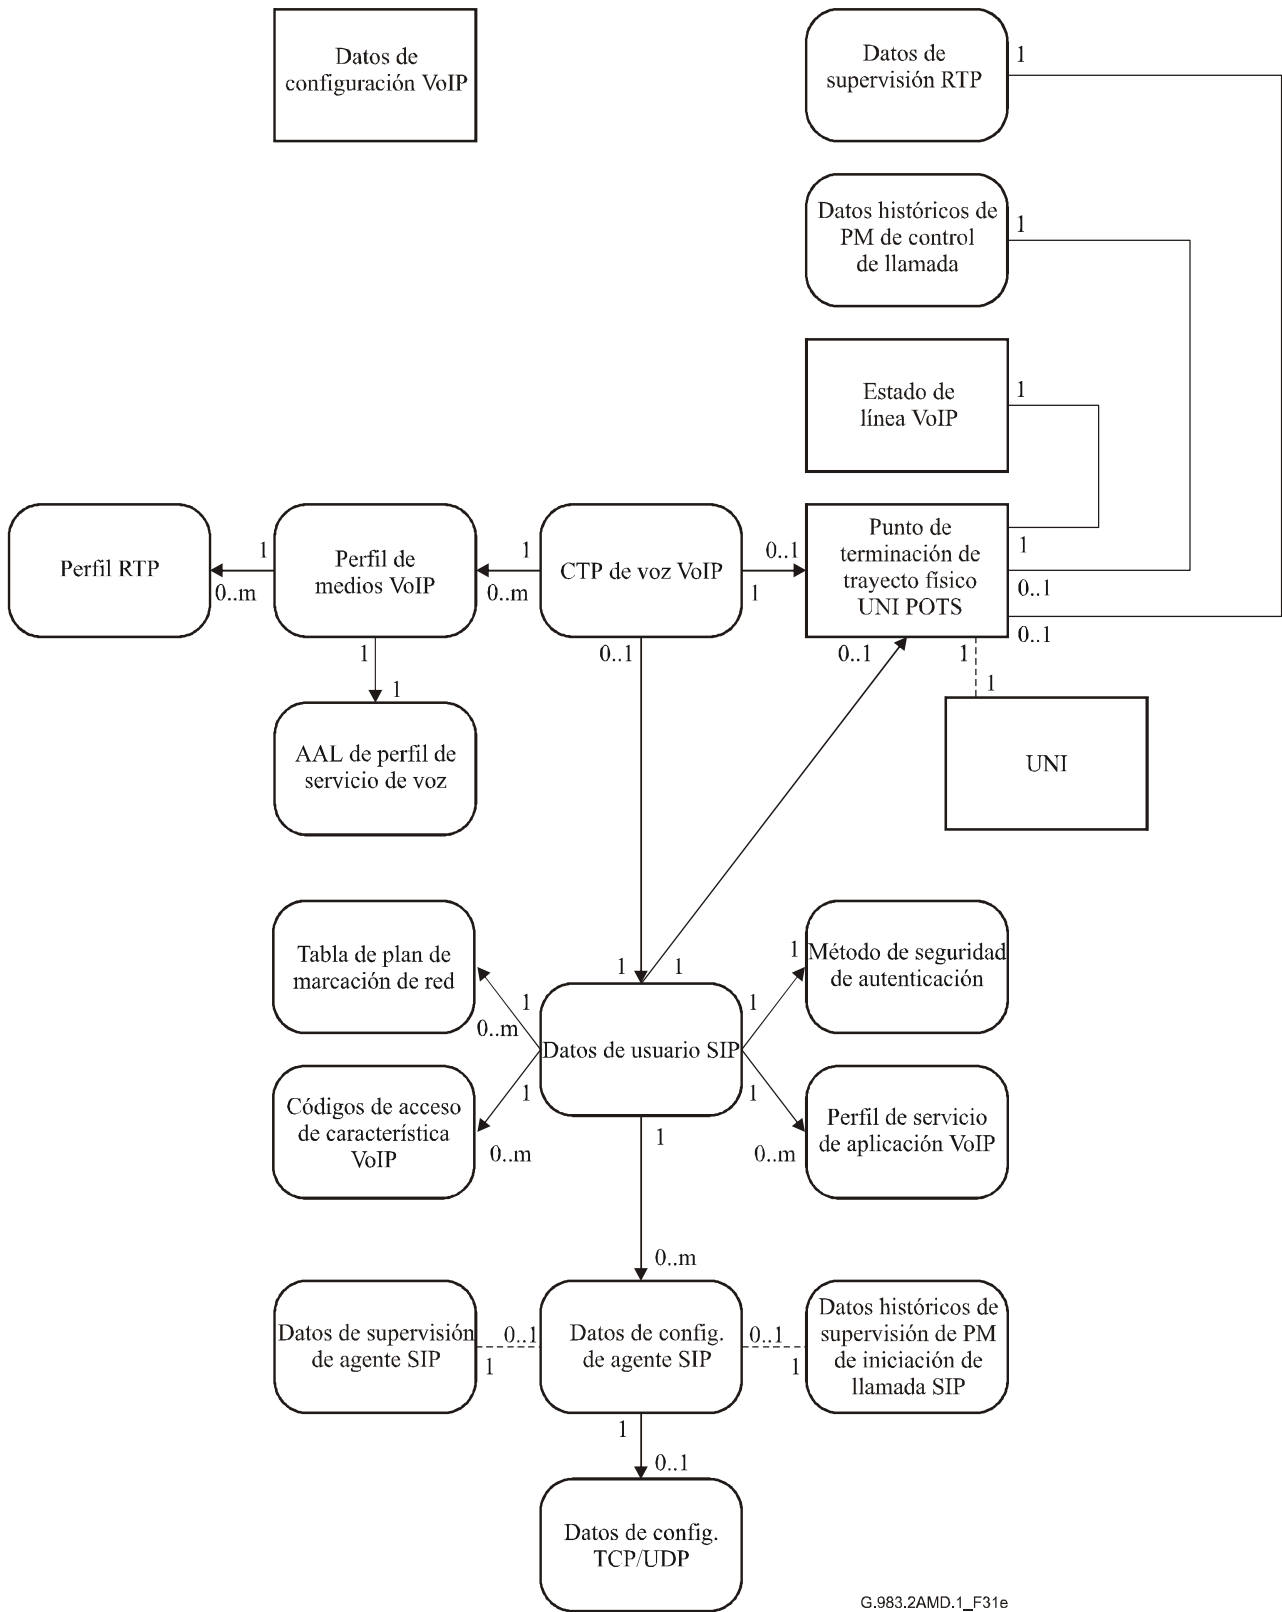 Datos de
configuración VoIP
Datos de
supervisión RTP
1
Datos históricos de
PM de control
de llamada
1
Estado de
línea VoIP
1
Perfil RTP
1
0..m
Perfil de
medios VoIP
1
0..m
CTP de voz VoIP
0..1
1
Punto de
terminación de
trayecto físico
UNI POTS
1
0..1
0..1
1
1
0..1
0..1
1
1
AAL de perfil de
servicio de voz
UNI
Tabla de plan de
marcación de red
1
1
1
Método de seguridad
de autenticación
1
0..m
1
Datos de usuario SIP
Códigos de acceso
de característica
VoIP
1
0..m
1
0..m
Perfil de servicio
de aplicación VoIP
1
0..m
Datos de supervisión
de agente SIP
0..1
1
Datos de config.
de agente SIP
0..1
1
Datos históricos de
supervisión de PM
de iniciación de
llamada SIP
1
0..1
Datos de config.
TCP/UDP
G.983.2AMD.1_F31e